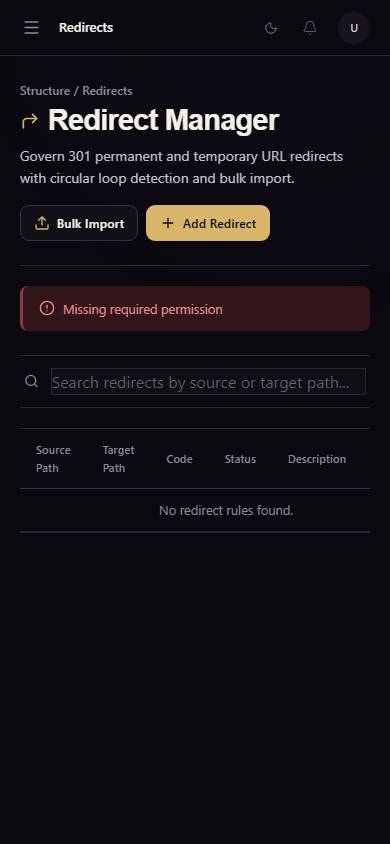 Redirects
U
Structure / Redirects
Redirect Manager
Govern 301 permanent and temporary URL redirects
with circular loop detection and bulk import.
Bulk Import
Add Redirect
Missing required permission
Search redirects by source or target path...
Source Path
Target Path
Code
Status
Description
No redirect rules found.